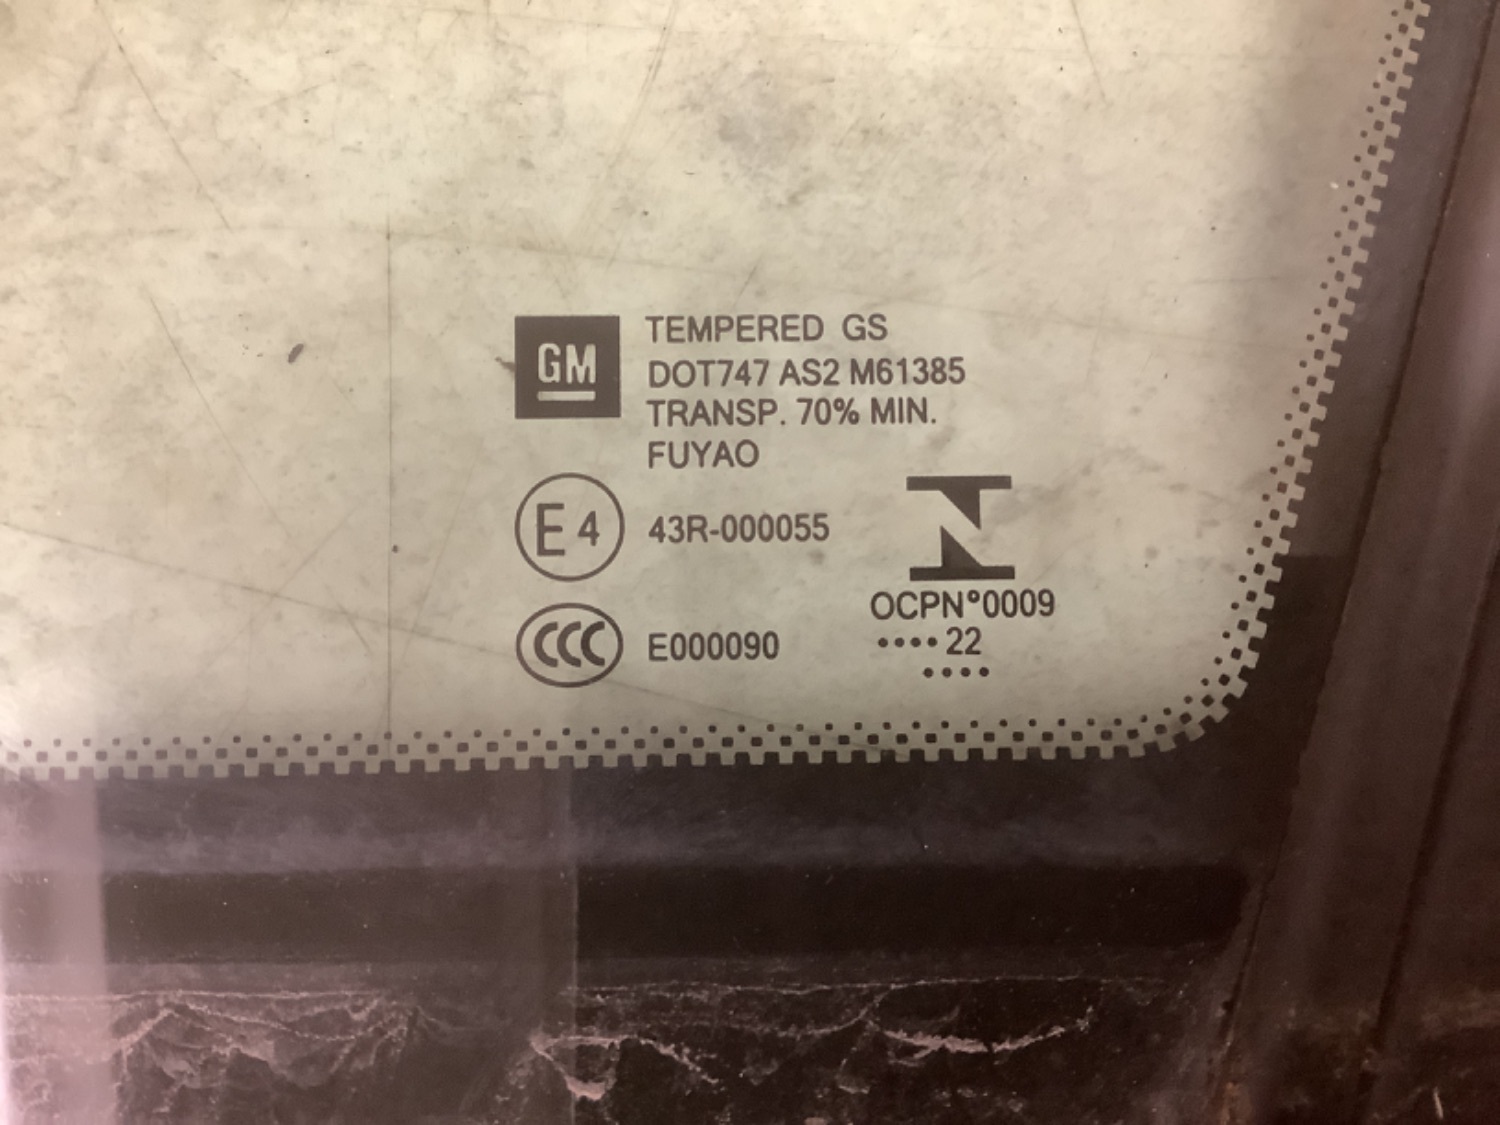 GM
TEMPERED GS
DOT747 AS2 M61385
TRANSP. 70% MIN.
FUYAO
E4 43R-000055
CCC E000090
OCPN°0009
····22
····